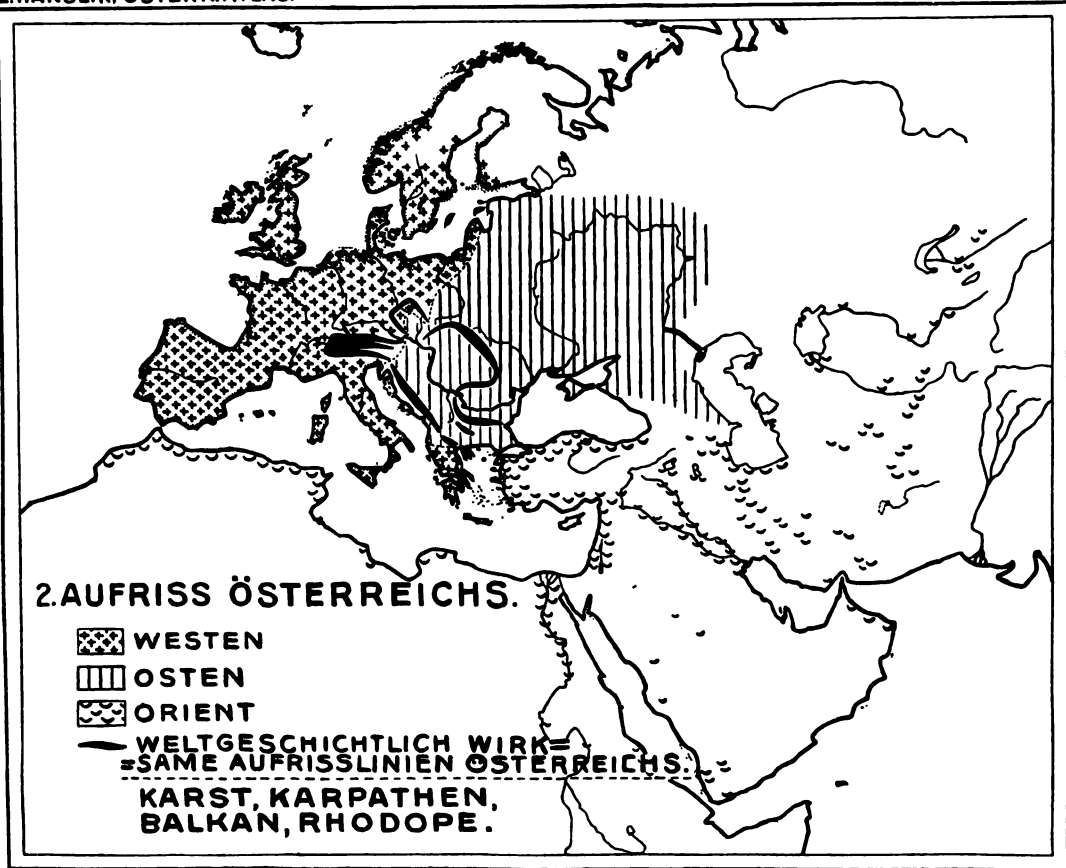 2. AUFRISS ÖSTERREICHS.
WESTEN
OSTEN
ORIENT
WELTGESCHICHTLICH WIRK=
=SAME AUFRISSLINIEN ÖSTERREICHS.
KARST, KARPATHEN,
BALKAN, RHODOPE.